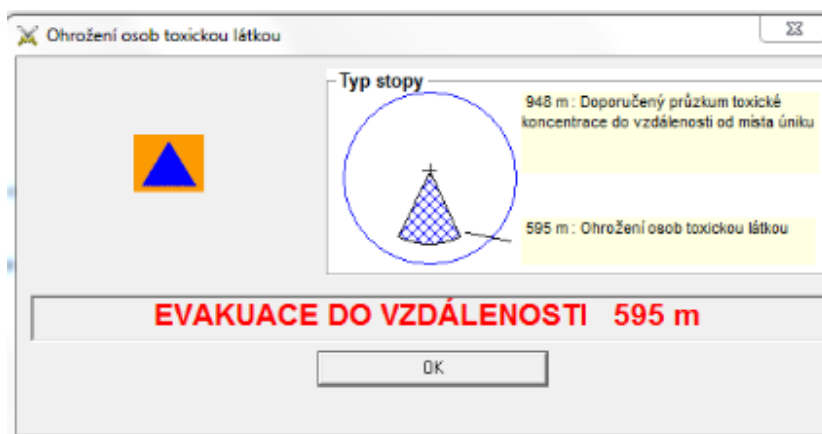 Ohrožení osob toxickou látkou
Typ stopy
948 m : Doporučený průzkum toxické
koncentrace do vzdálenosti od místa úniku
595 m : Ohrožení osob toxickou látkou
EVAKUACE DO VZDÁLENOSTI 595 m
OK